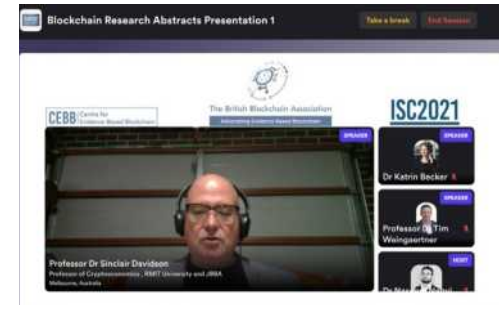 Blockchain Research Abstracts Presentation 1
Take a break
End Session
CEBB Centre for Evidence Based Blockchain
The British Blockchain Association
Advocating Evidence Based Blockchain
ISC2021
SPEAKER
Professor Dr Sinclair Davidson
Professor of Cryptoeconomics , RMIT University and JBBA
Melbourne, Australia
SPEAKER
Dr Katrin Becker
SPEAKER
Professor Dr Tim
Weingaertner
HOST